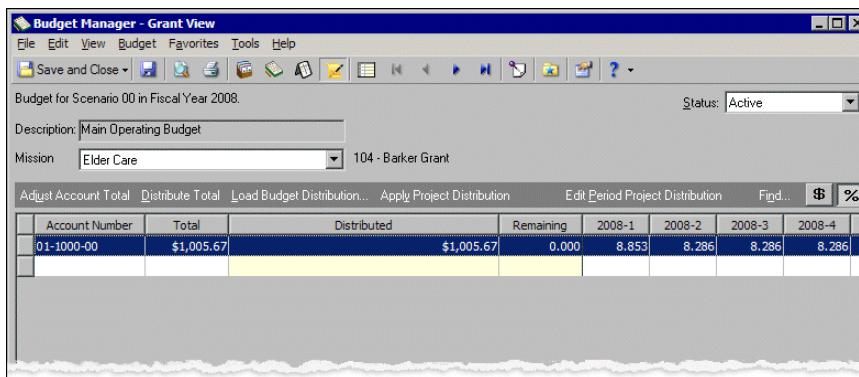 Budget Manager - Grant View
File Edit View Budget Favorites Tools Help
Save and Close
Budget for Scenario 00 in Fiscal Year 2008.
Status: Active
Description: Main Operating Budget
Mission Elder Care 104 - Barker Grant
Adjust Account Total Distribute Total Load Budget Distribution... Apply Project Distribution Edit Period Project Distribution Find... $ %
Account Number Total Distributed Remaining 2008-1 2008-2 2008-3 2008-4
01-1000-00 $1,005.67 $1,005.67 0.000 8.853 8.286 8.286 8.286